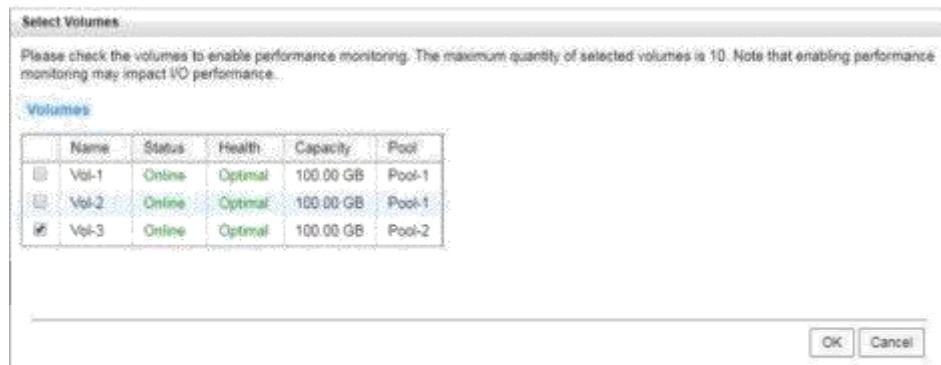 Select Volumes
Please check the volumes to enable performance monitoring. The maximum quantity of selected volumes is 10. Note that enabling performance
monitoring may impact I/O performance.
Volumes
Name Status Health Capacity Pool
Vol-1 Online Optimal 100.00 GB Pool-1
Vol-2 Online Optimal 100.00 GB Pool-1
Vol-3 Online Optimal 100.00 GB Pool-2
OK Cancel